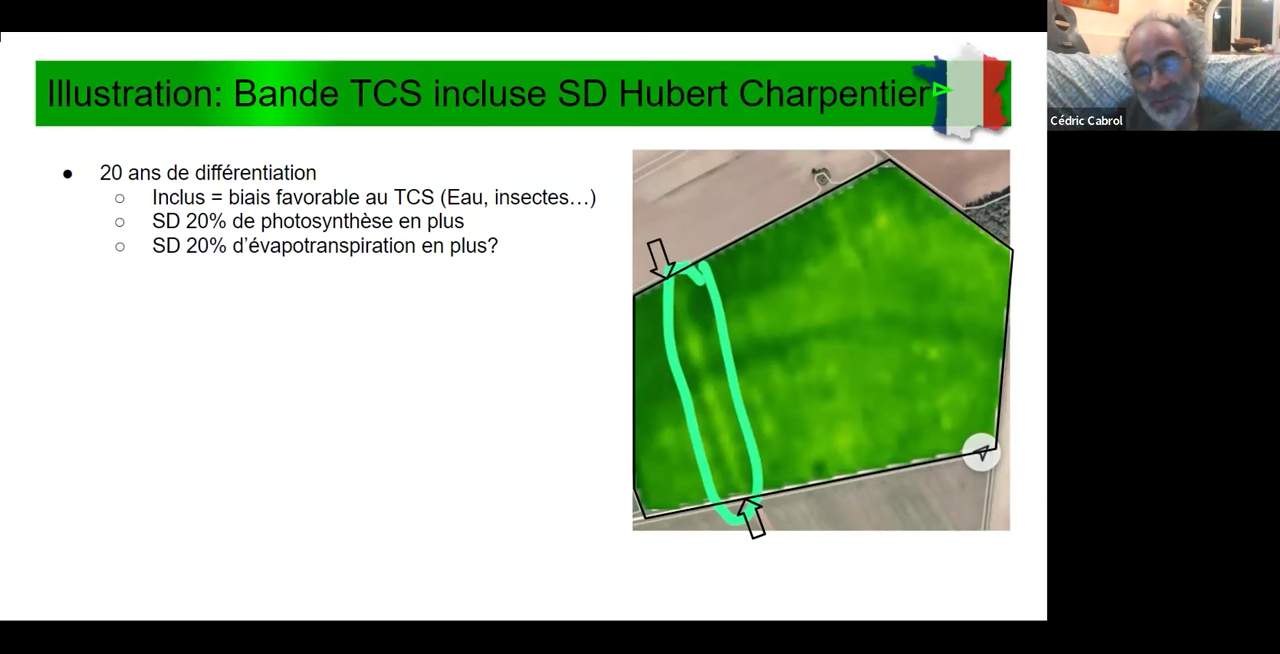 Illustration: Bande TCS incluse SD Hubert Charpentier
Cédric Cabrol
● 20 ans de différentiation
○ Inclus = biais favorable au TCS (Eau, insectes…)
○ SD 20% de photosynthèse en plus
○ SD 20% d’évapotranspiration en plus?